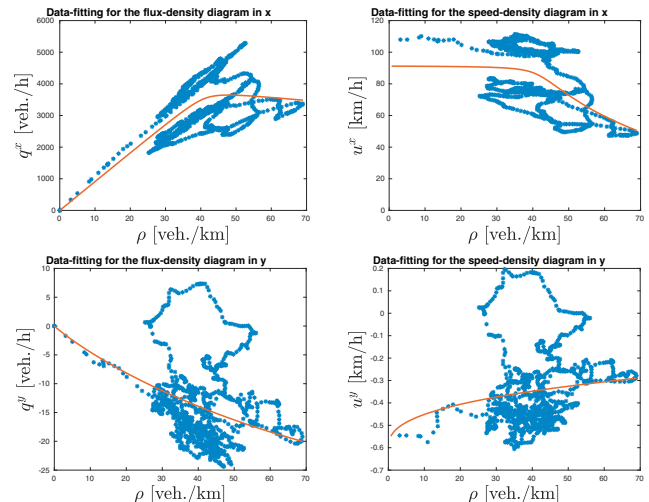 Data-fitting for the flux-density diagram in x
6000
5000
4000
3000
2000
1000
0
q^x [veh./h]
0 10 20 30 40 50 60 70
ρ [veh./km]
Data-fitting for the speed-density diagram in x
120
100
80
60
40
20
0
u^x [km/h]
0 10 20 30 40 50 60 70
ρ [veh./km]
Data-fitting for the flux-density diagram in y
10
5
0
-5
-10
-15
-20
-25
q^y [veh./h]
0 10 20 30 40 50 60 70
ρ [veh./km]
Data-fitting for the speed-density diagram in y
0.2
0.1
0
-0.1
-0.2
-0.3
-0.4
-0.5
-0.6
-0.7
u^y [km/h]
0 10 20 30 40 50 60 70
ρ [veh./km]